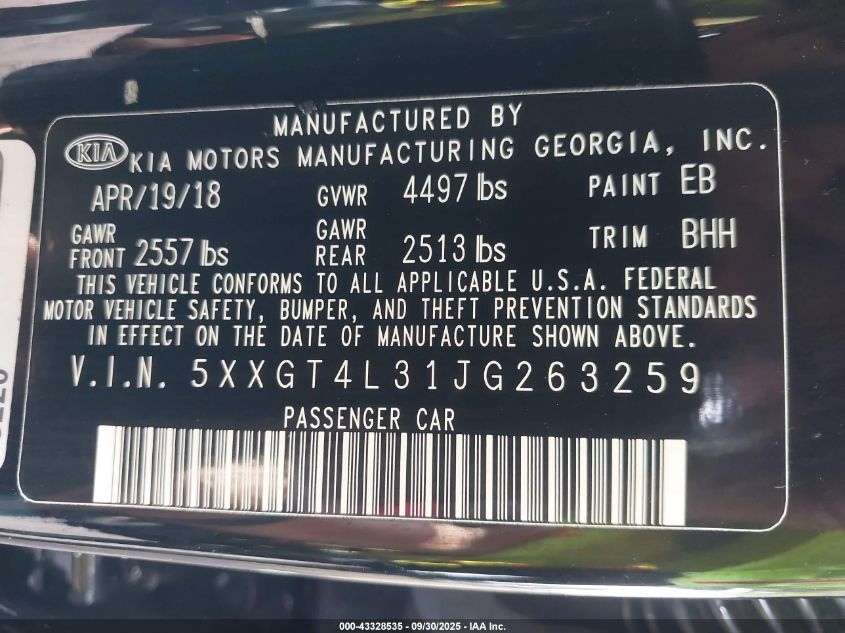 MANUFACTURED BY
KIA KIA MOTORS MANUFACTURING GEORGIA, INC.
APR/19/18 GVWR 4497 lbs PAINT EB
GAWR FRONT 2557 lbs GAWR REAR 2513 lbs TRIM BHH
THIS VEHICLE CONFORMS TO ALL APPLICABLE U.S.A. FEDERAL
MOTOR VEHICLE SAFETY, BUMPER, AND THEFT PREVENTION STANDARDS
IN EFFECT ON THE DATE OF MANUFACTURE SHOWN ABOVE.
V.I.N. 5XXGT4L31JG263259
PASSENGER CAR
000-43328535 - 09/30/2025 - IAA Inc.